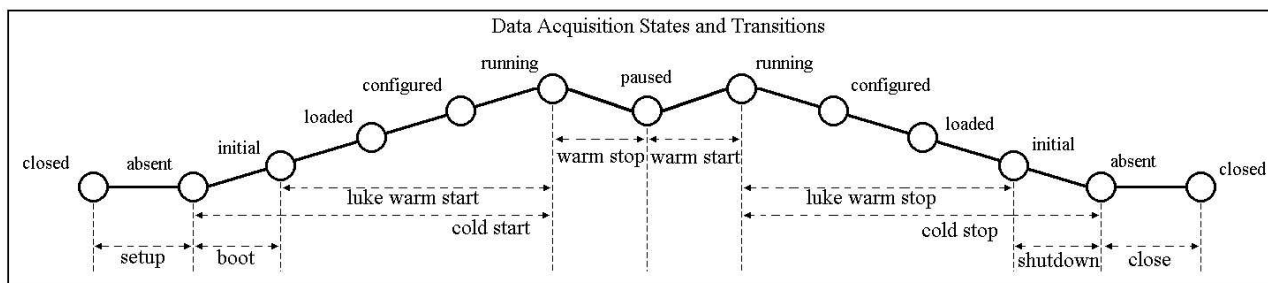 Data Acquisition States and Transitions
running
paused
running
configured
configured
loaded
loaded
initial
initial
closed
absent
absent
closed
warm stop
warm start
luke warm start
luke warm stop
cold start
cold stop
setup
boot
shutdown
close